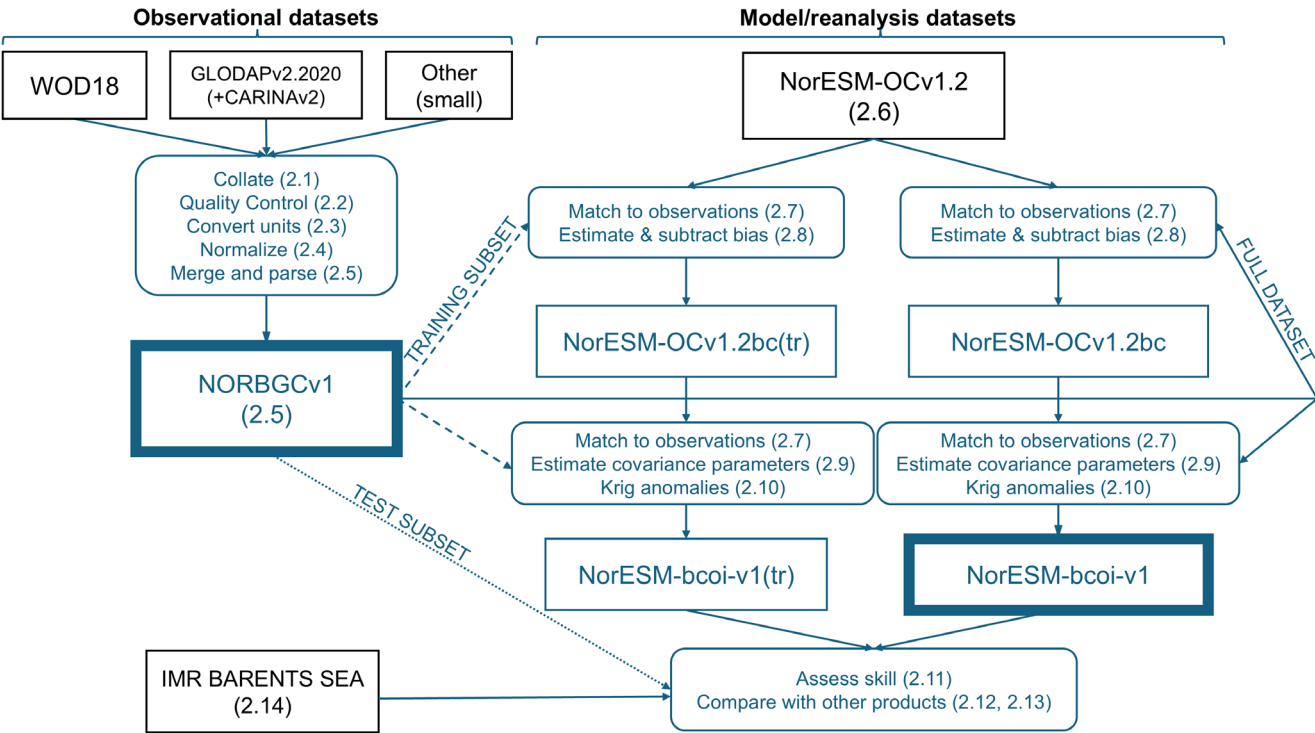 Observational datasets
Model/reanalysis datasets
WOD18
GLODAPv2.2020
(+CARINAv2)
Other
(small)
NorESM-OCv1.2
(2.6)
Collate (2.1)
Quality Control (2.2)
Convert units (2.3)
Normalize (2.4)
Merge and parse (2.5)
TRAINING SUBSET
Match to observations (2.7)
Estimate & subtract bias (2.8)
Match to observations (2.7)
Estimate & subtract bias (2.8)
FULL DATASET
NorESM-OCv1.2bc(tr)
NorESM-OCv1.2bc
NORBGCv1
(2.5)
Match to observations (2.7)
Estimate covariance parameters (2.9)
Krig anomalies (2.10)
Match to observations (2.7)
Estimate covariance parameters (2.9)
Krig anomalies (2.10)
TEST SUBSET
NorESM-bcoi-v1(tr)
NorESM-bcoi-v1
IMR BARENTS SEA
(2.14)
Assess skill (2.11)
Compare with other products (2.12, 2.13)